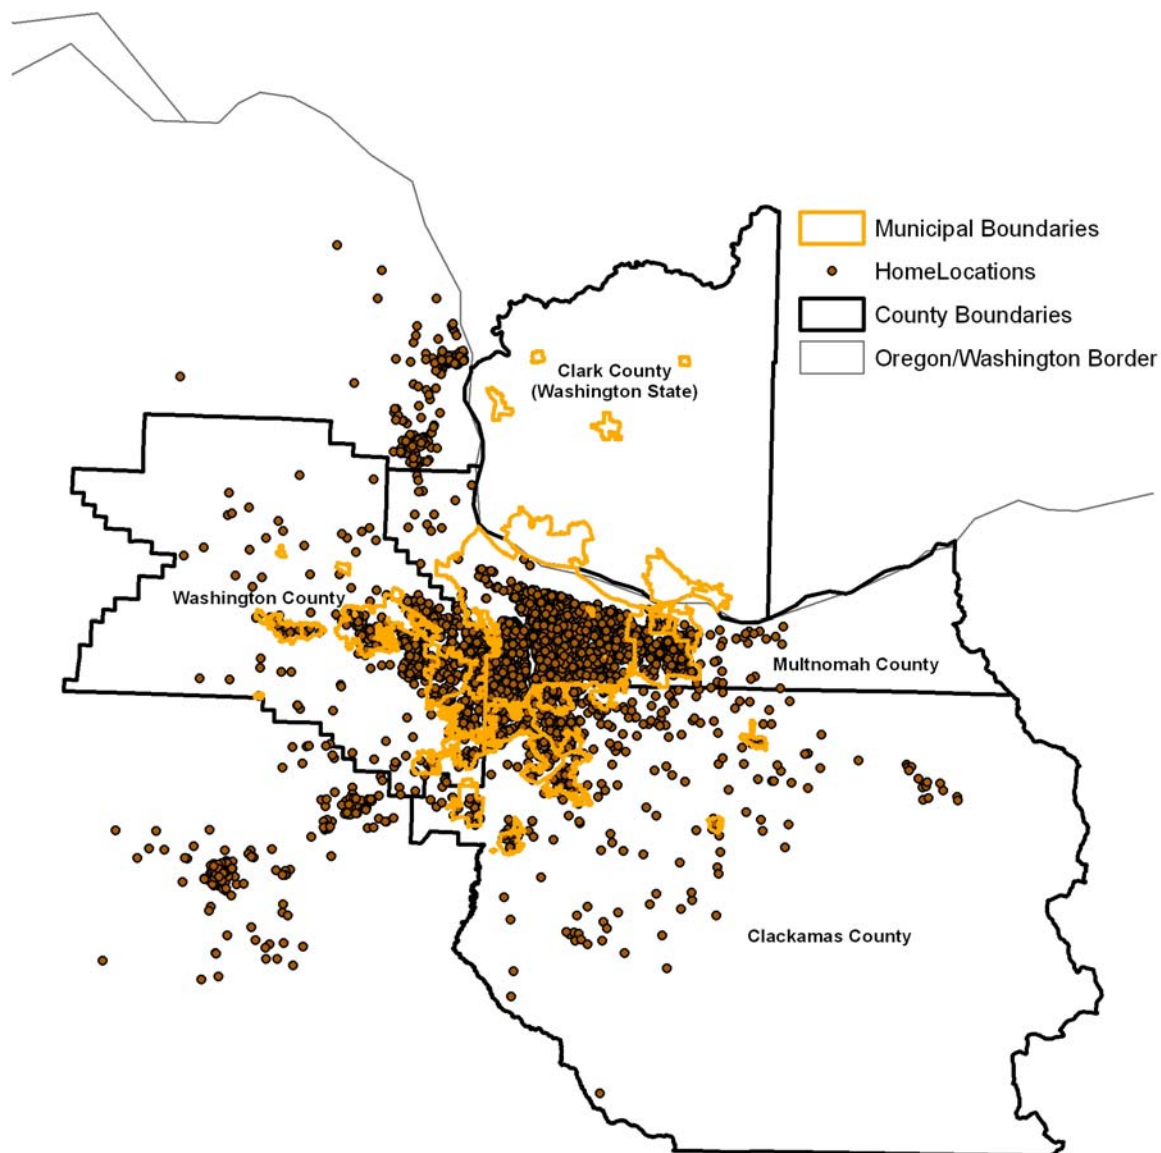 Municipal Boundaries
HomeLocations
County Boundaries
Oregon/Washington Border
Clark County
(Washington State)
Washington County
Multnomah County
Clackamas County